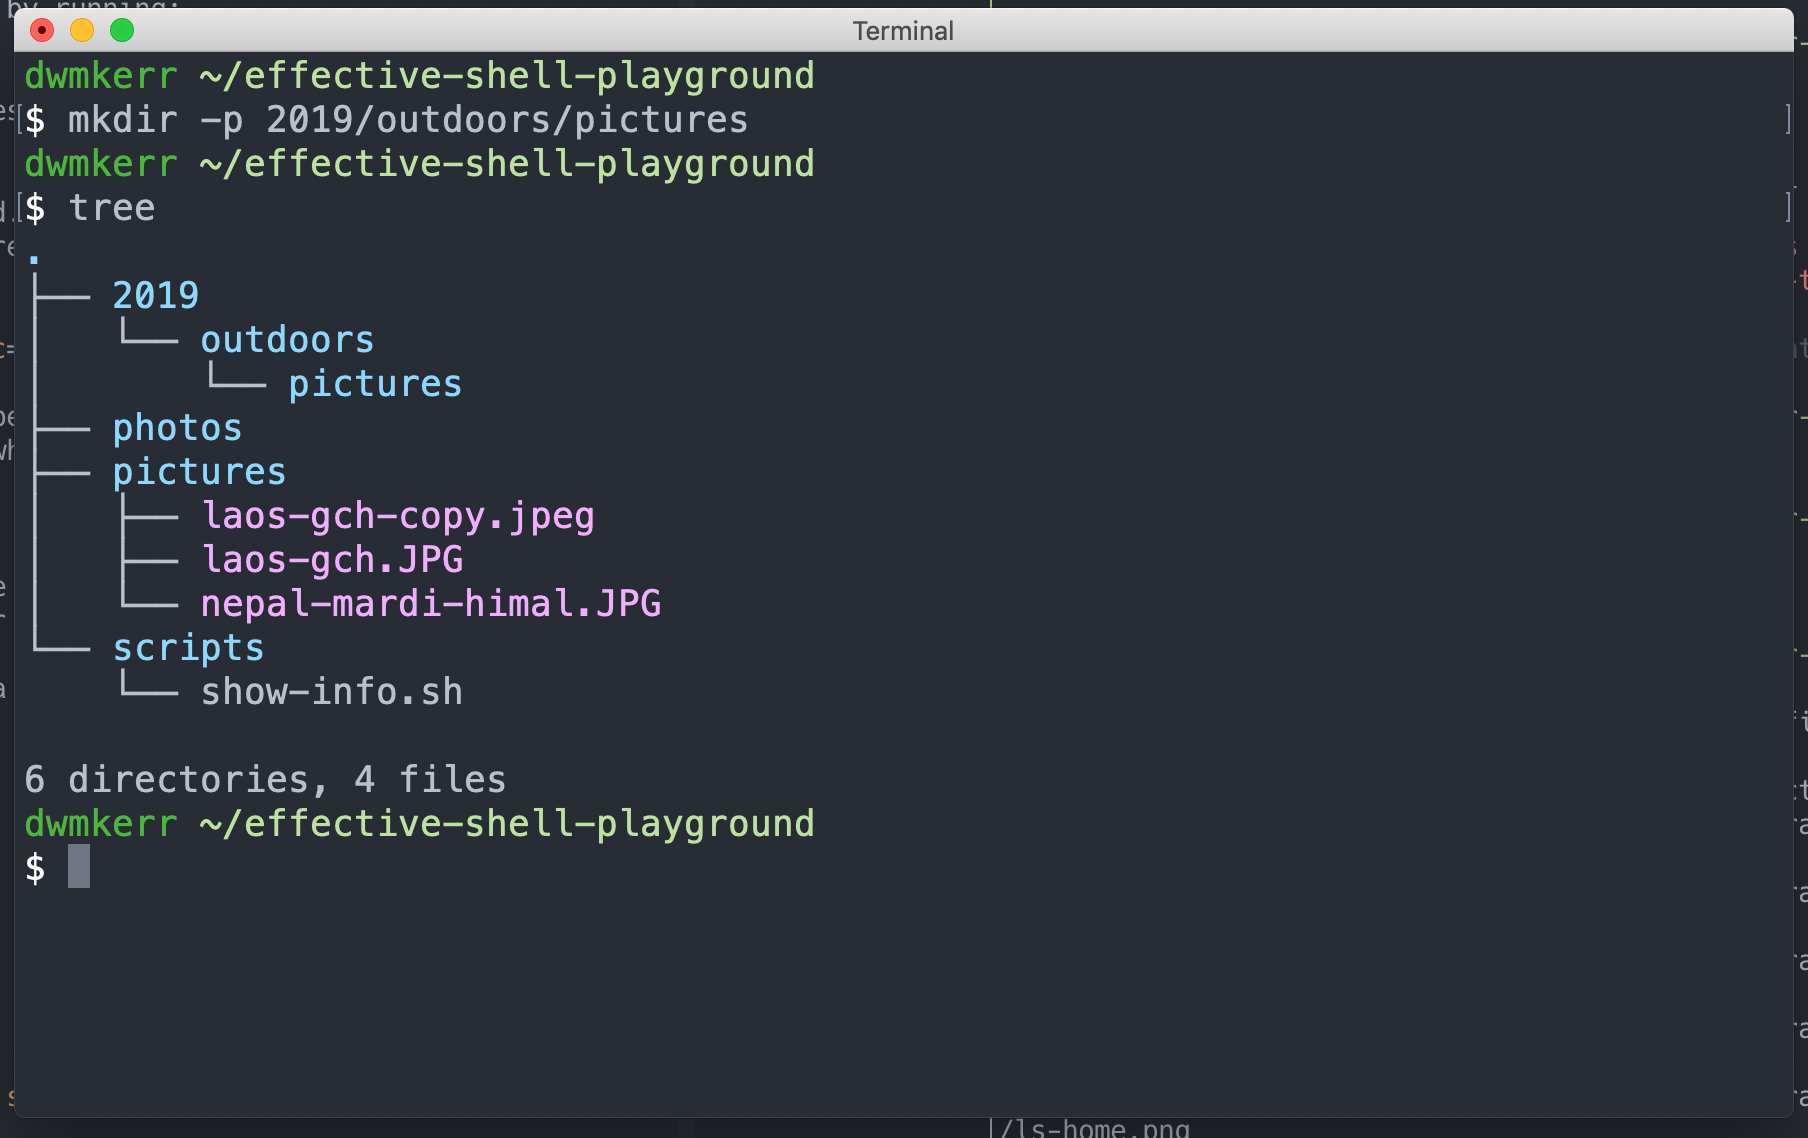 by running:
Terminal
dwmkerr ~/effective-shell-playground
$ mkdir -p 2019/outdoors/pictures
dwmkerr ~/effective-shell-playground
$ tree
.
├── 2019
│   └── outdoors
│       └── pictures
├── photos
├── pictures
│   ├── laos-gch-copy.jpeg
│   ├── laos-gch.JPG
│   └── nepal-mardi-himal.JPG
└── scripts
    └── show-info.sh
6 directories, 4 files
dwmkerr ~/effective-shell-playground
$
/ls-home.png